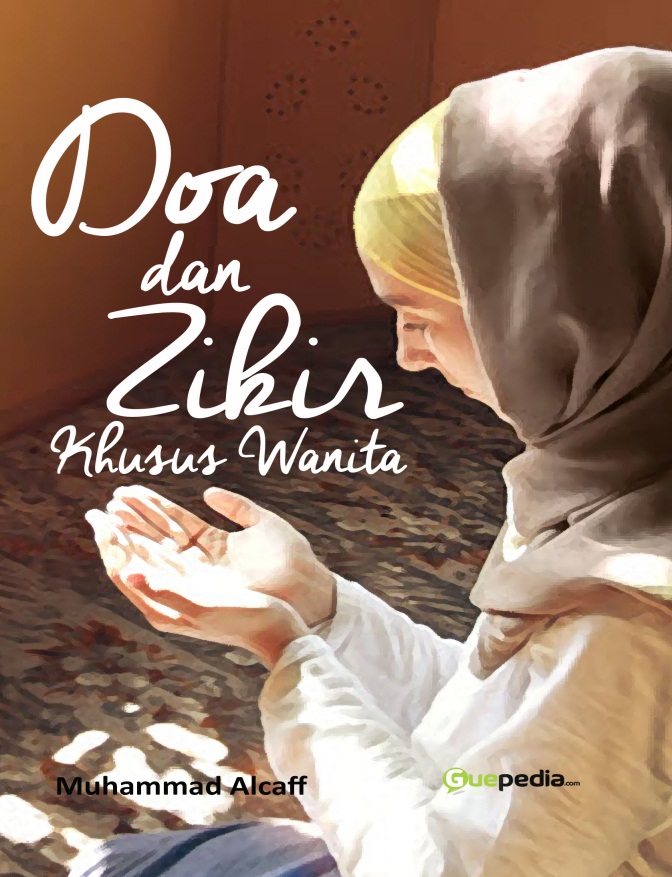 Doa
dan
Zikir
Khusus Wanita
Muhammad Alcaff
Guepedia.com